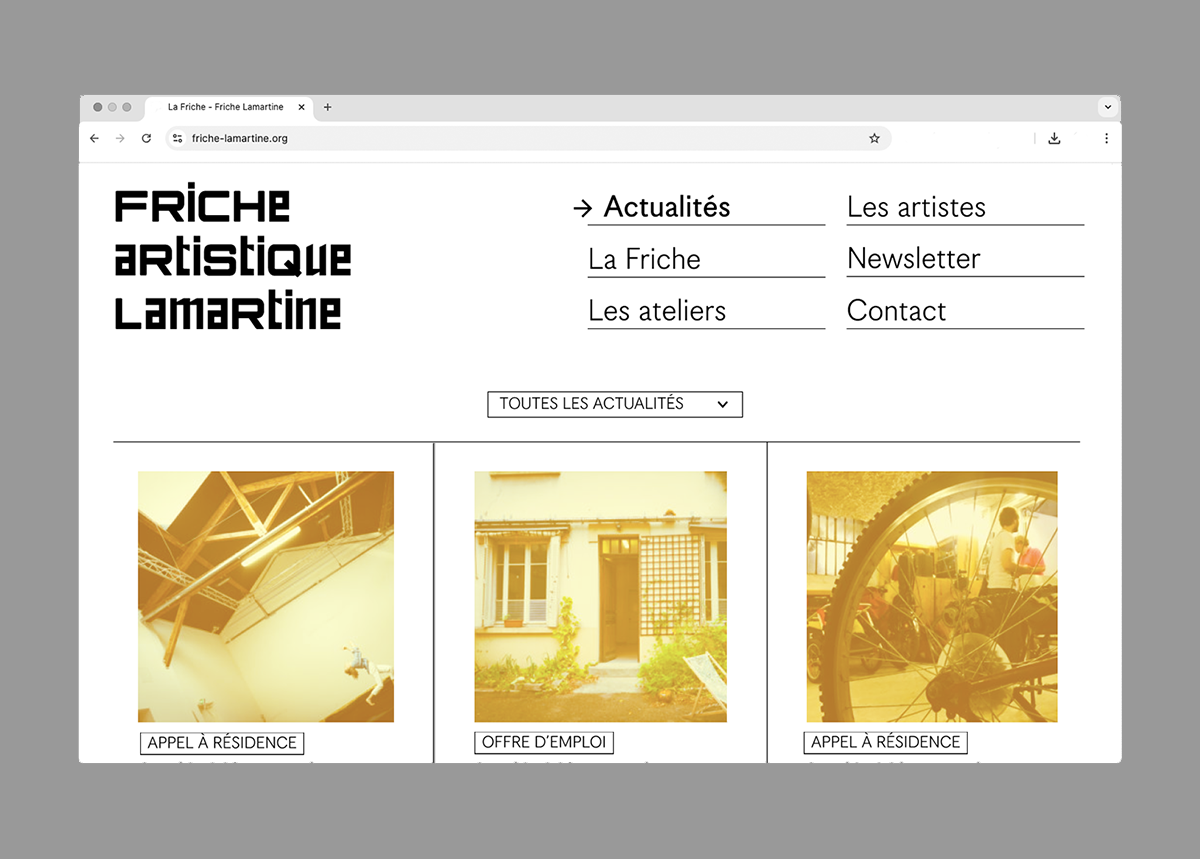 La Friche - Friche Lamartine
friche-lamartine.org
FRiCHe
aRtiStiQue
LamaRtine
→ Actualités
Les artistes
La Friche
Newsletter
Les ateliers
Contact
TOUTES LES ACTUALITÉS
APPEL À RÉSIDENCE
OFFRE D'EMPLOI
APPEL À RÉSIDENCE